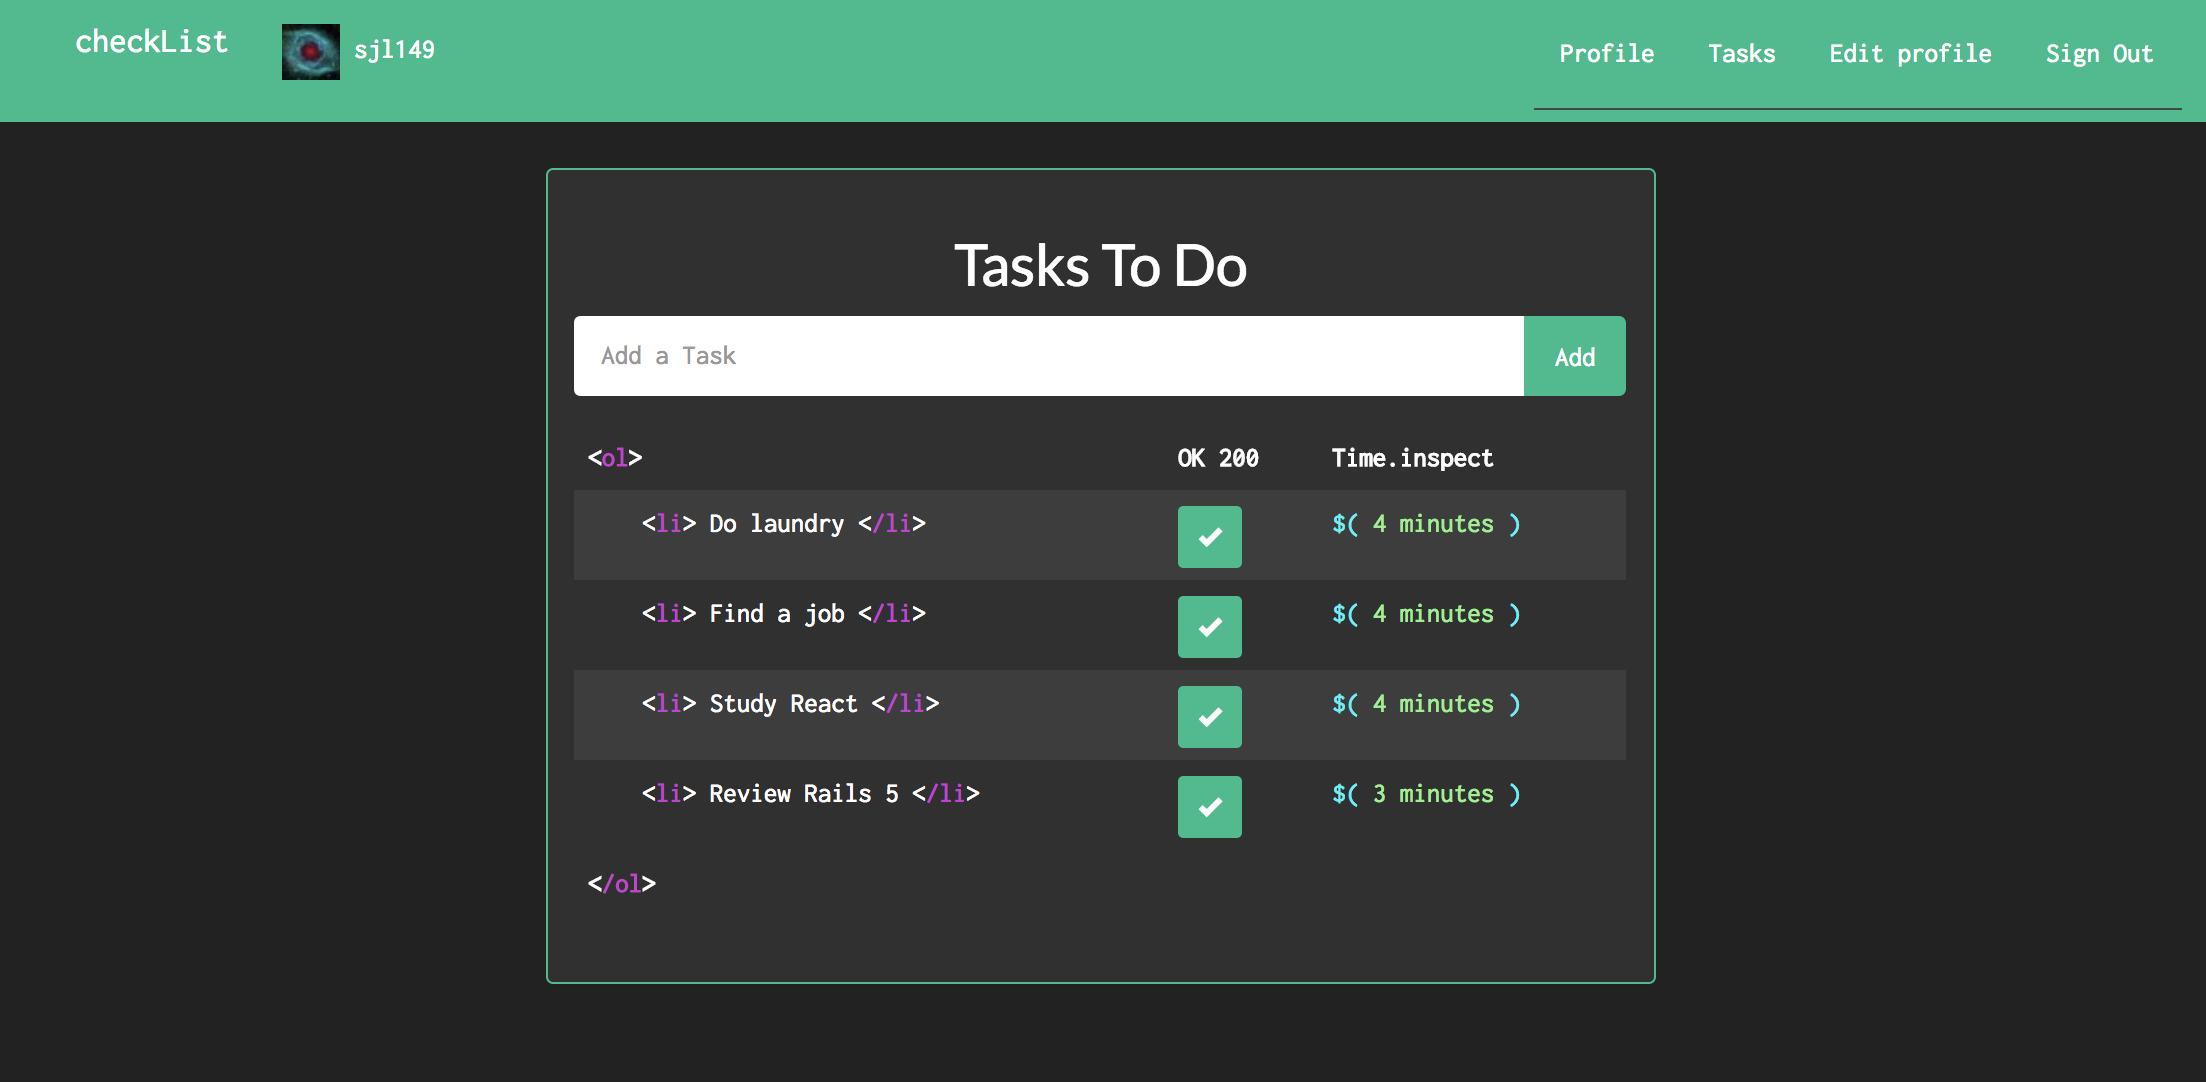 checkList sjl149 Profile Tasks Edit profile Sign Out
Tasks To Do
Add a Task Add
<ol> OK 200 Time.inspect
<li> Do laundry </li> $( 4 minutes )
<li> Find a job </li> $( 4 minutes )
<li> Study React </li> $( 4 minutes )
<li> Review Rails 5 </li> $( 3 minutes )
</ol>